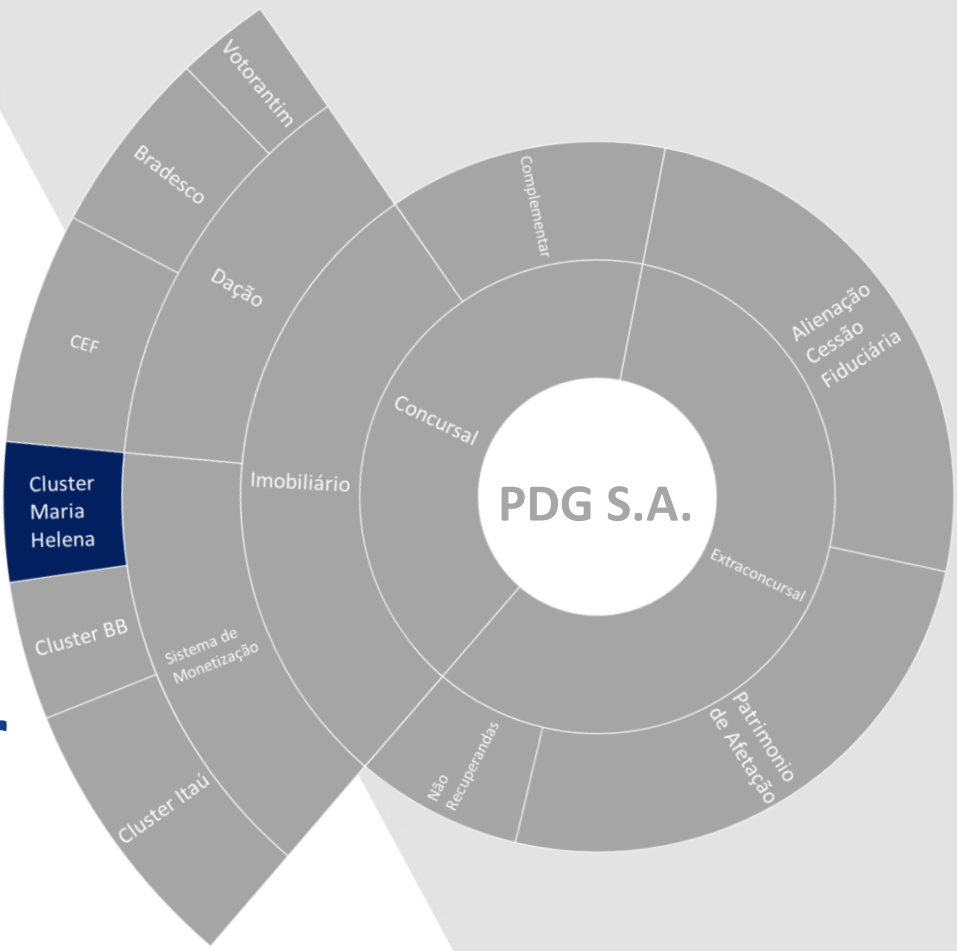 Votorantim
Bradesco
CEF
Cluster
Maria
Helena
Cluster BB
Cluster Itaú
Dação
Sistema de
Monetização
Imobiliário
Complementar
Concursal
PDG S.A.
Extraconcursal
Alienação
Cessão
Fiduciária
Patrimonio
de Afetação
Não
Recuperandas